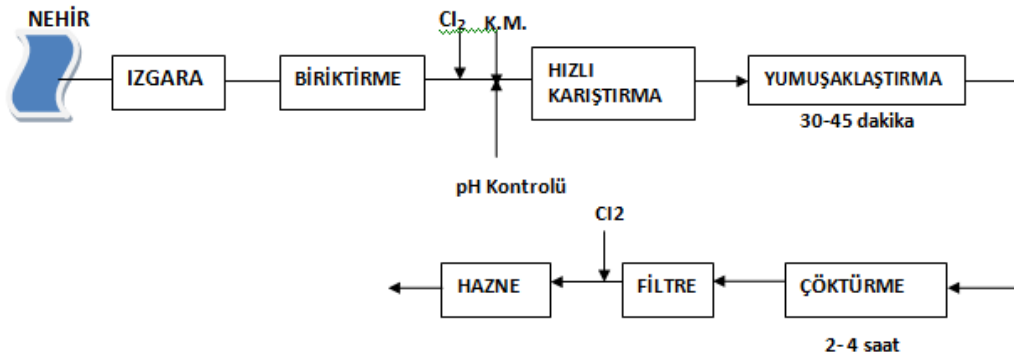 NEHİR
Cl₂ K.M.
IZGARA
BİRİKTİRME
HIZLI
KARIŞTIRMA
YUMUŞAKLAŞTIRMA
30-45 dakika
pH Kontrolü
Cl2
HAZNE
FİLTRE
ÇÖKTÜRME
2- 4 saat